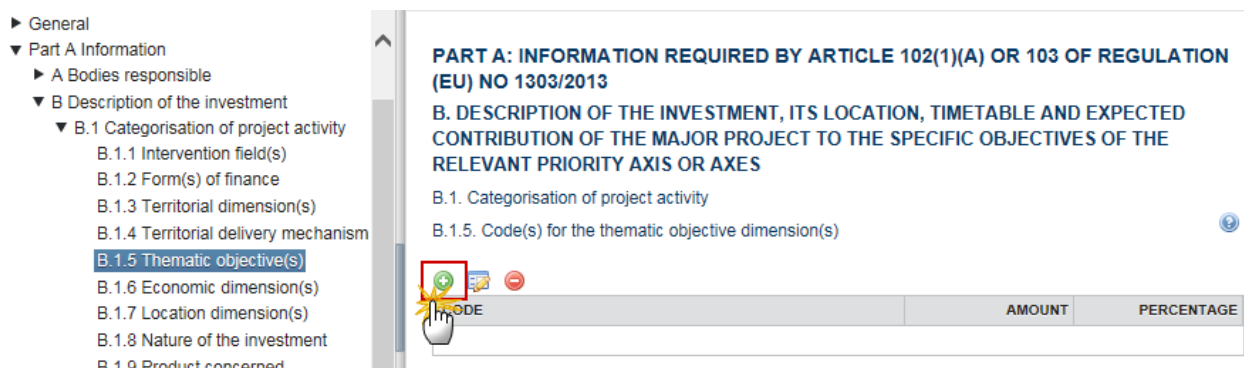 General
Part A Information
A Bodies responsible
B Description of the investment
B.1 Categorisation of project activity
B.1.1 Intervention field(s)
B.1.2 Form(s) of finance
B.1.3 Territorial dimension(s)
B.1.4 Territorial delivery mechanism
B.1.5 Thematic objective(s)
B.1.6 Economic dimension(s)
B.1.7 Location dimension(s)
B.1.8 Nature of the investment
B.1.9 Product concerned
PART A: INFORMATION REQUIRED BY ARTICLE 102(1)(A) OR 103 OF REGULATION
(EU) NO 1303/2013
B. DESCRIPTION OF THE INVESTMENT, ITS LOCATION, TIMETABLE AND EXPECTED
CONTRIBUTION OF THE MAJOR PROJECT TO THE SPECIFIC OBJECTIVES OF THE
RELEVANT PRIORITY AXIS OR AXES
B.1. Categorisation of project activity
B.1.5. Code(s) for the thematic objective dimension(s)
CODE AMOUNT PERCENTAGE